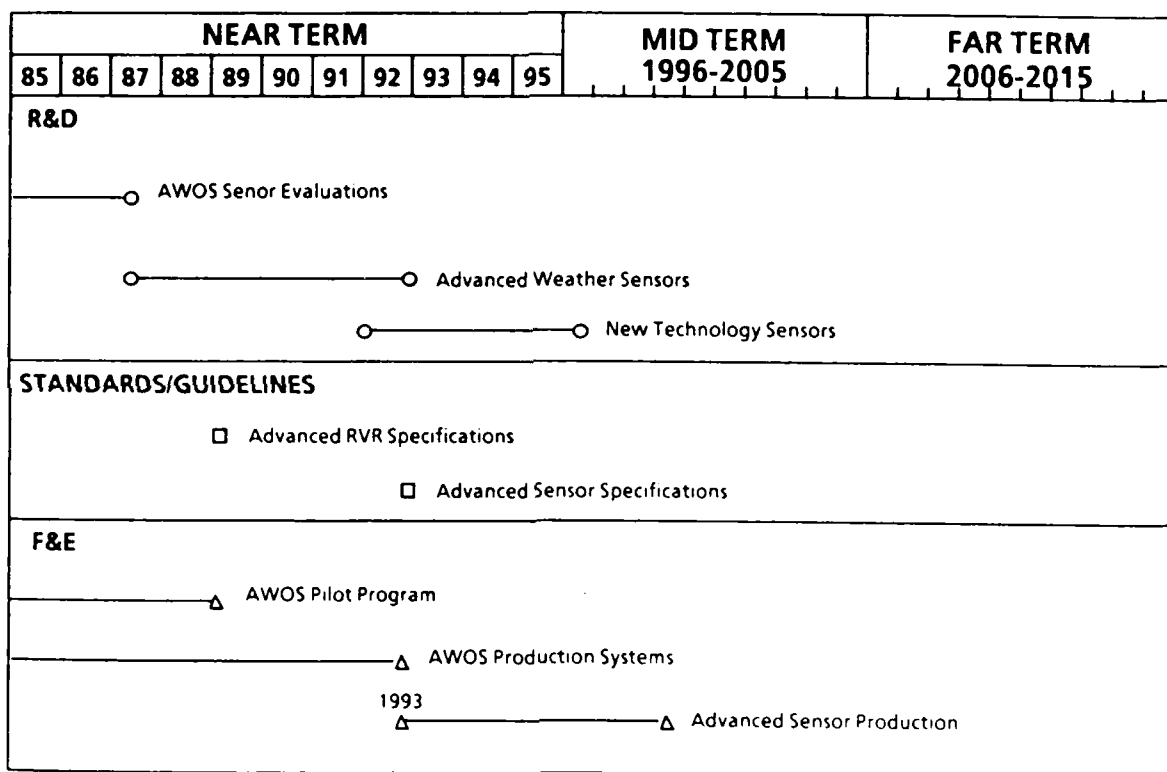 NEAR TERM
MID TERM
1996-2005
FAR TERM
2006-2015
85 86 87 88 89 90 91 92 93 94 95
R&D
AWOS Senor Evaluations
Advanced Weather Sensors
New Technology Sensors
STANDARDS/GUIDELINES
Advanced RVR Specifications
Advanced Sensor Specifications
F&E
AWOS Pilot Program
AWOS Production Systems
1993
Advanced Sensor Production